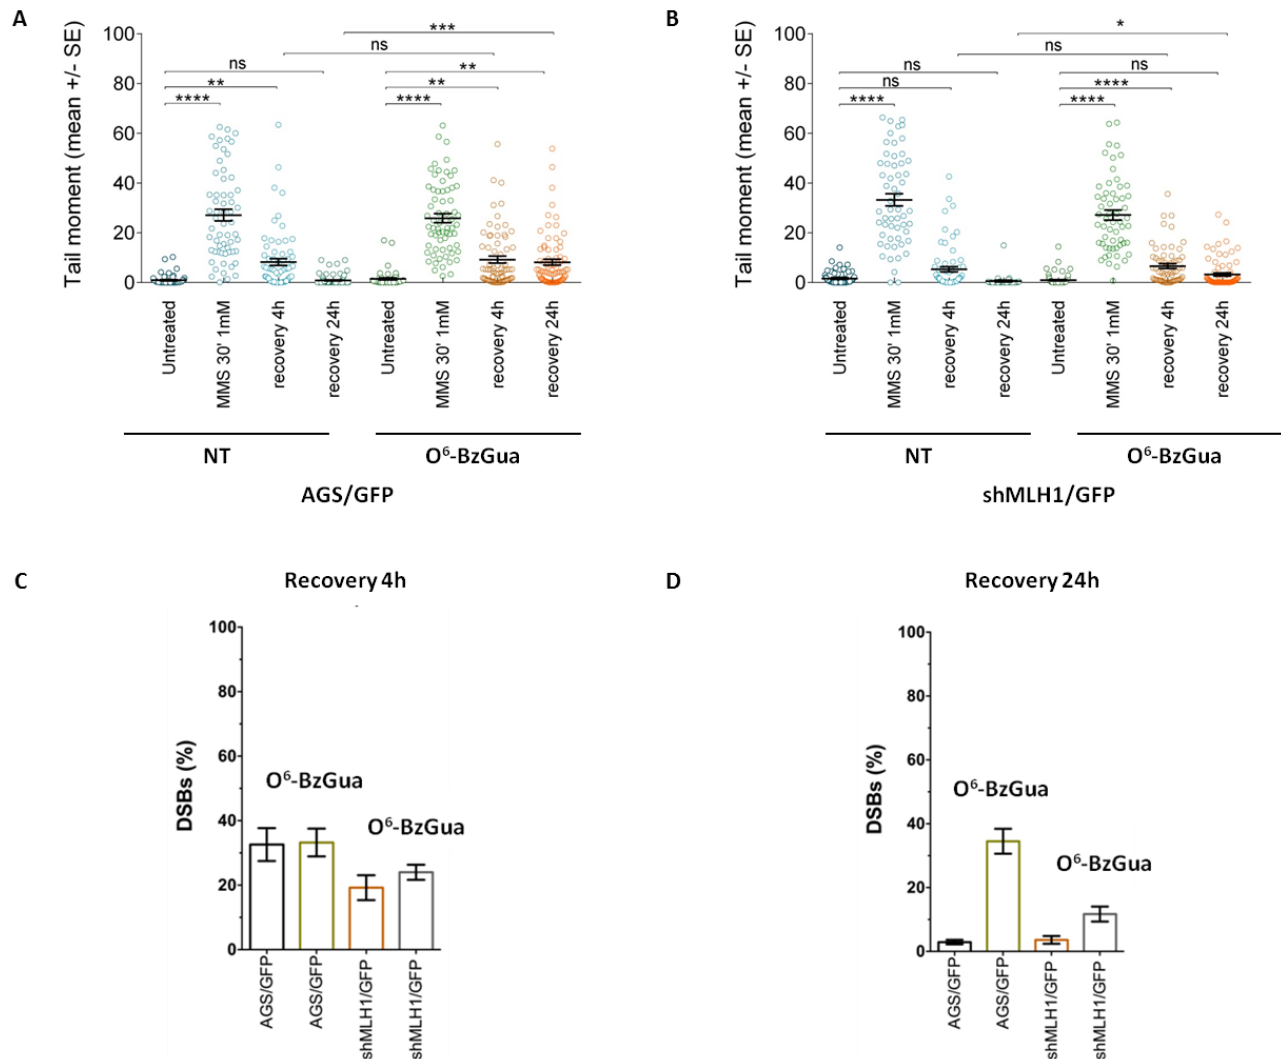 A
Tail moment (mean +/- SE)
100
80
60
40
20
0
***
ns
ns
**
**
**
****
****
Untreated
MMS 30' 1mM
recovery 4h
recovery 24h
Untreated
MMS 30' 1mM
recovery 4h
recovery 24h
NT
O⁶-BzGua
AGS/GFP
B
Tail moment (mean +/- SE)
100
80
60
40
20
0
*
ns
ns
ns
ns
****
****
****
Untreated
MMS 30' 1mM
recovery 4h
recovery 24h
Untreated
MMS 30' 1mM
recovery 4h
recovery 24h
NT
O⁶-BzGua
shMLH1/GFP
C
Recovery 4h
DSBs (%)
100
80
60
40
20
0
O⁶-BzGua
O⁶-BzGua
AGS/GFP
AGS/GFP
shMLH1/GFP
shMLH1/GFP
D
Recovery 24h
DSBs (%)
100
80
60
40
20
0
O⁶-BzGua
O⁶-BzGua
AGS/GFP
AGS/GFP
shMLH1/GFP
shMLH1/GFP